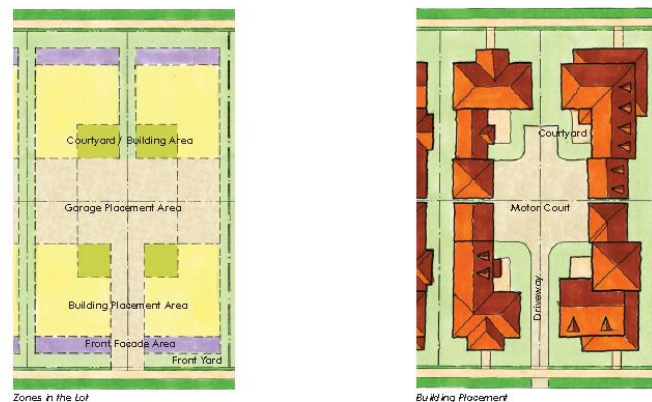 Courtyard / Building Area
Garage Placement Area
Building Placement Area
Front Facade Area
Front Yard
Zones in the Lot
Courtyard
Motor Court
Driveway
Building Placement